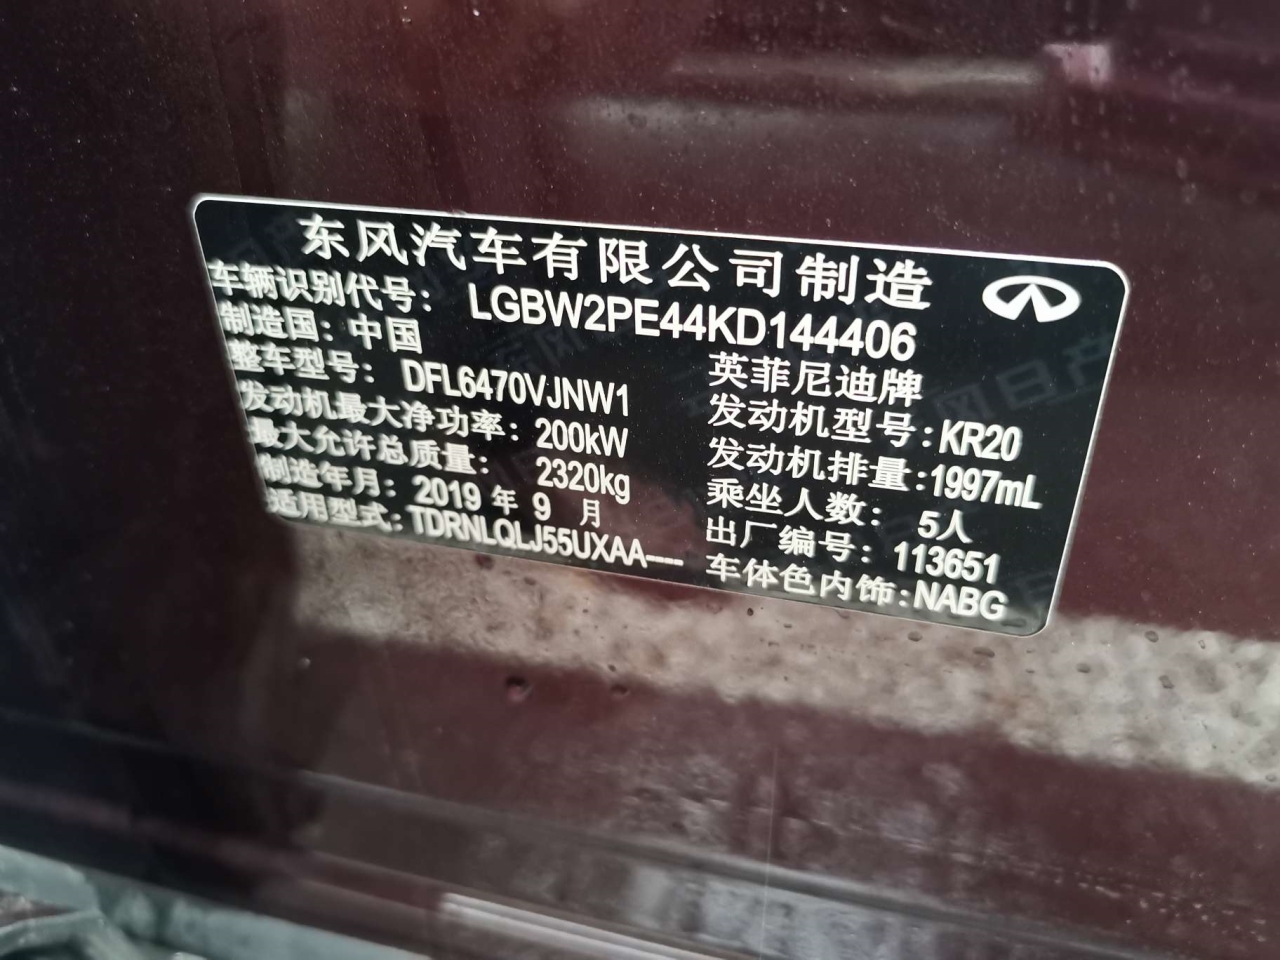 东风汽车有限公司制造
车辆识别代号: LGBW2PE44KD144406
制造国: 中国
英菲尼迪牌
整车型号: DFL6470VJNW1
发动机型号: KR20
发动机最大净功率: 200kW
发动机排量: 1997mL
最大允许总质量: 2320kg
乘坐人数: 5人
制造年月: 2019 年 9 月
出厂编号: 113651
适用型式: TDRNLQLJ55UXAA----
车体色内饰: NABG